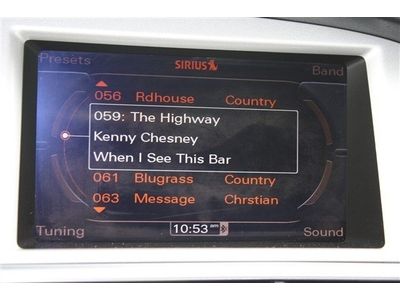 Presets
SIRIUS
Band
056 Rdhouse Country
059: The Highway
Kenny Chesney
When I See This Bar
061 Blugrass Country
063 Message Chrstian
Tuning
10:53 am
Sound